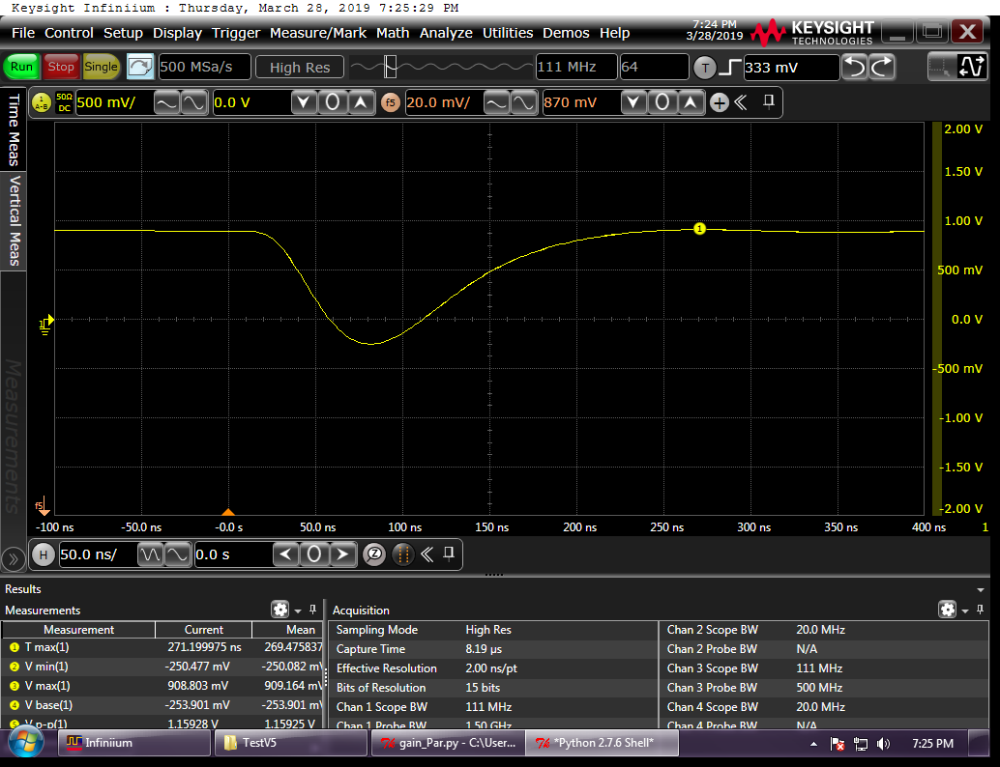 Keysight Infiniium : Thursday, March 28, 2019 7:25:29 PM
File Control Setup Display Trigger Measure/Mark Math Analyze Utilities Demos Help
7:24 PM
3/28/2019
KEYSIGHT
TECHNOLOGIES
Run Stop Single 500 MSa/s High Res 111 MHz 64 T 333 mV
1 A-B 50Ω DC 500 mV/ 0.0 V 0 f5 20.0 mV/ 870 mV 0
Time Meas
Vertical Meas
Measurements
2.00 V
1.50 V
1.00 V
1
500 mV
0.0 V
-500 mV
-1.00 V
-1.50 V
-2.00 V
f5
-100 ns -50.0 ns -0.0 s 50.0 ns 100 ns 150 ns 200 ns 250 ns 300 ns 350 ns 400 ns 1
H 50.0 ns/ 0.0 s 0 Z
Results
Measurements
Measurement Current Mean
1 T max(1) 271.199975 ns 269.475837
2 V min(1) -250.477 mV -250.082 mV
3 V max(1) 908.803 mV 909.164 mV
4 V base(1) -253.901 mV -253.901 mV
5 V p-p(1) 1.15928 V 1.15925 V
Acquisition
Sampling Mode High Res Chan 2 Scope BW 20.0 MHz
Capture Time 8.19 µs Chan 2 Probe BW N/A
Effective Resolution 2.00 ns/pt Chan 3 Scope BW 111 MHz
Bits of Resolution 15 bits Chan 3 Probe BW 500 MHz
Chan 1 Scope BW 111 MHz Chan 4 Scope BW 20.0 MHz
Chan 1 Probe BW 1.50 GHz Chan 4 Probe BW N/A
Infiniium TestV5 gain_Par.py - C:\User... *Python 2.7.6 Shell* 7:25 PM